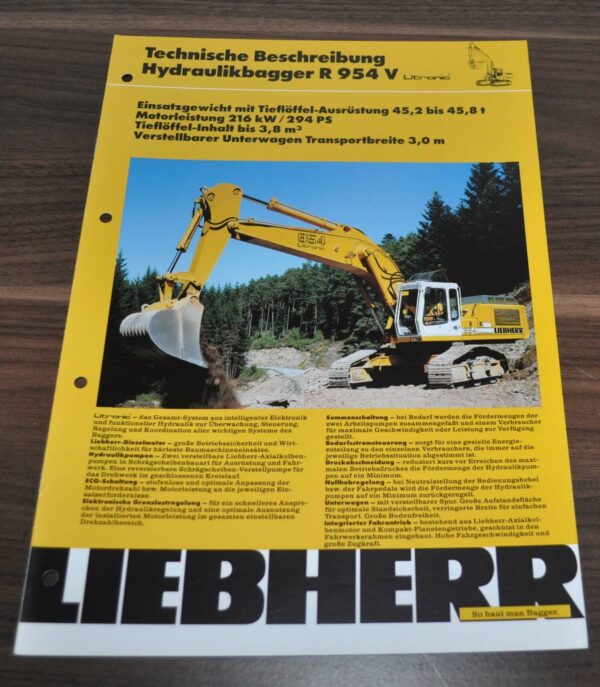 Technische Beschreibung
Hydraulikbagger R 954 V Litronic
Einsatzgewicht mit Tieflöffel-Ausrüstung 45,2 bis 45,8 t
Motorleistung 216 kW/294 PS
Tieflöffel-Inhalt bis 3,8 m³
Verstellbarer Unterwagen Transportbreite 3,0 m
954
Litronic
LIEBHERR
Litronic – das Gesamt-System aus intelligenter Elektronik
und funktioneller Hydraulik zur Überwachung, Steuerung,
Regelung und Koordination aller wichtigen Systeme des
Baggers.
Liebherr-Dieselmotor – große Betriebssicherheit und Wirt-
schaftlichkeit für härteste Baumaschineneinsätze.
Hydraulikpumpen – Zwei verstellbare Liebherr-Axialkolben-
pumpen in Schrägscheibenbauart für Ausrüstung und Fahr-
werk. Eine reversierbare Schrägscheiben-Verstellpumpe für
das Drehwerk im geschlossenen Kreislauf.
ECO-Schaltung – stufenlose und optimale Anpassung der
Motordrehzahl bzw. Motorleistung an die jeweiligen Ein-
satzerfordernisse.
Elektronische Grenzlastregelung – für ein schnelleres Anspre-
chen der Hydraulikregelung und eine optimale Ausnutzung
der installierten Motorleistung im gesamten einstellbaren
Drehzahlbereich.
Summenschaltung – bei Bedarf werden die Fördermengen der
zwei Arbeitspumpen zusammengefaßt und einem Verbraucher
für maximale Geschwindigkeit oder Leistung zur Verfügung
gestellt.
Bedarfsstromsteuerung – sorgt für eine gezielte Energie-
zuteilung zu den einzelnen Verbrauchern, die immer auf die
jeweilige Betriebssituation abgestimmt ist.
Druckabschneidung – reduziert kurz vor Erreichen des maxi-
malen Betriebsdruckes die Fördermenge der Hydraulikpum-
pen auf ein Minimum.
Nullhubregelung – bei Neutralstellung der Bedienungshebel
bzw. der Fahrpedale wird die Fördermenge der Hydraulik-
pumpen auf ein Minimum zurückgeregelt.
Unterwagen – mit verstellbarer Spur. Große Aufstandsfläche
für optimale Standsicherheit, verringerte Breite für einfachen
Transport. Große Bodenfreiheit.
Integrierter Fahrantrieb – bestehend aus Liebherr-Axialkol-
benmotor und Kompakt-Planetengetriebe, geschützt in den
Fahrwerksrahmen eingebaut. Hohe Fahrgeschwindigkeit und
große Zugkraft.
LIEBHERR
So baut man Bagger.